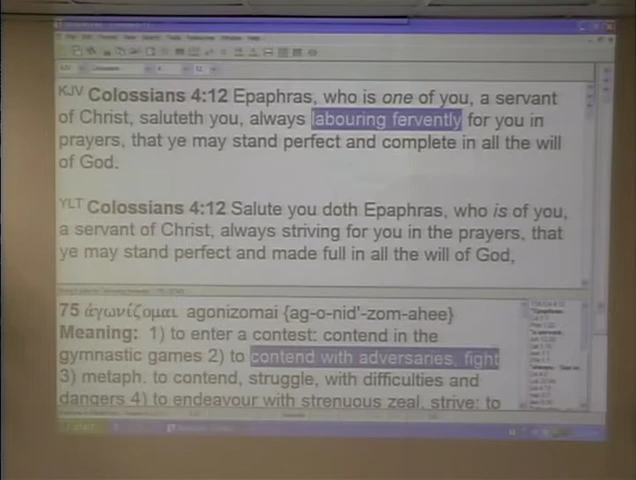 KJV Colossians 4:12 Epaphras, who is one of you, a servant
of Christ, saluteth you, always labouring fervently for you in
prayers, that ye may stand perfect and complete in all the will
of God.
YLT Colossians 4:12 Salute you doth Epaphras, who is of you,
a servant of Christ, always striving for you in the prayers, that
ye may stand perfect and made full in all the will of God,
75 ἀγωνίζομαι agonizomai {ag-o-nid'-zom-ahee}
Meaning: 1) to enter a contest: contend in the
gymnastic games 2) to contend with adversaries, fight
3) metaph. to contend, struggle, with difficulties and
dangers 4) to endeavour with strenuous zeal, strive: to